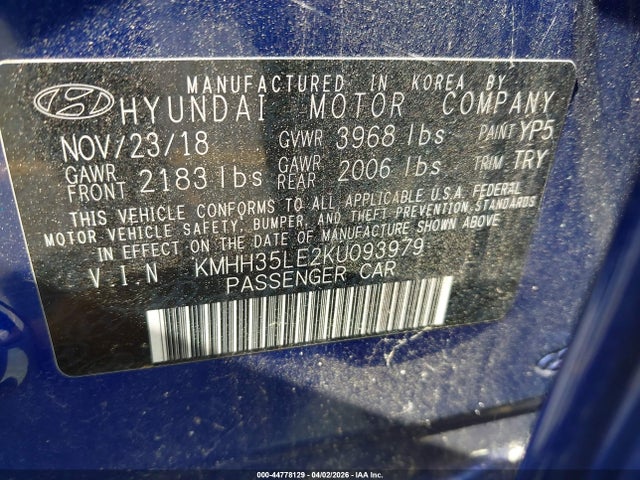 MANUFACTURED IN KOREA BY
HYUNDAI MOTOR COMPANY
NOV/23/18 GVWR 3968 lbs PAINT YP5
GAWR FRONT 2183 lbs GAWR REAR 2006 lbs TRIM TRY
THIS VEHICLE CONFORMS TO ALL APPLICABLE U.S.A. FEDERAL
MOTOR VEHICLE SAFETY, BUMPER, AND THEFT PREVENTION STANDARDS
IN EFFECT ON THE DATE OF MANUFACTURE SHOWN ABOVE.
V.I.N KMHH35LE2KU093979
PASSENGER CAR
000-44778129 - 04/02/2026 - IAA Inc.